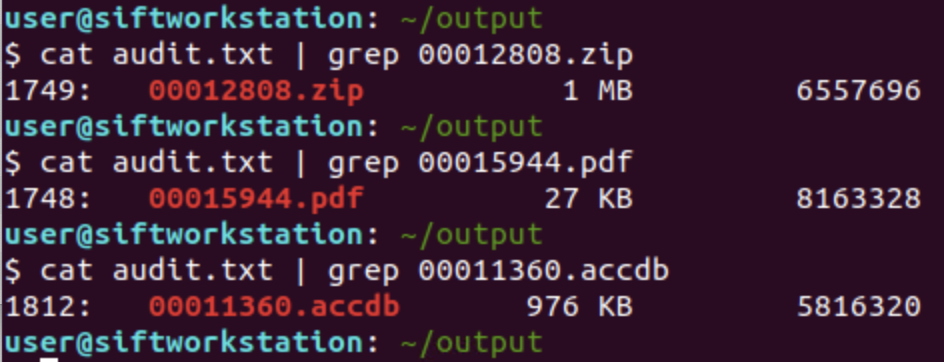 user@siftworkstation: ~/output
$ cat audit.txt | grep 00012808.zip
1749:   00012808.zip           1 MB         6557696
user@siftworkstation: ~/output
$ cat audit.txt | grep 00015944.pdf
1748:   00015944.pdf          27 KB         8163328
user@siftworkstation: ~/output
$ cat audit.txt | grep 00011360.accdb
1812:   00011360.accdb       976 KB         5816320
user@siftworkstation: ~/output